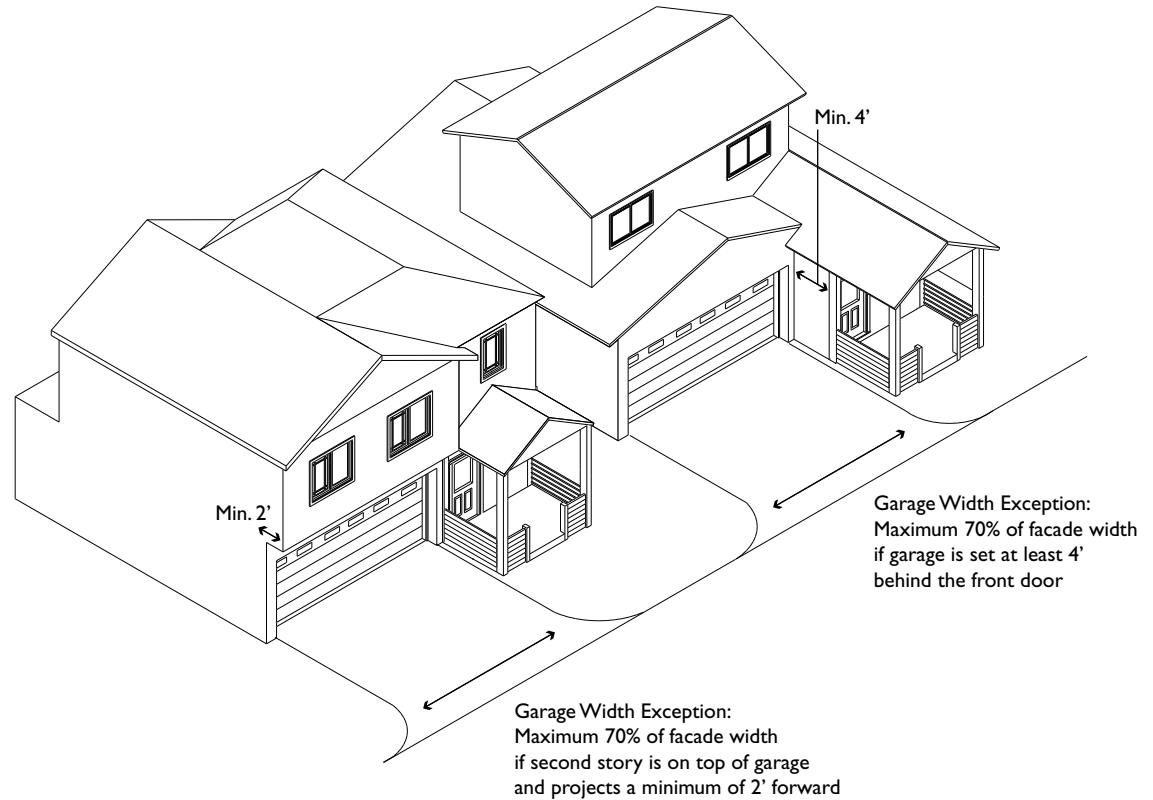 Min. 4’
Min. 2’
Garage Width Exception:
Maximum 70% of facade width
if garage is set at least 4’
behind the front door
Garage Width Exception:
Maximum 70% of facade width
if second story is on top of garage
and projects a minimum of 2’ forward